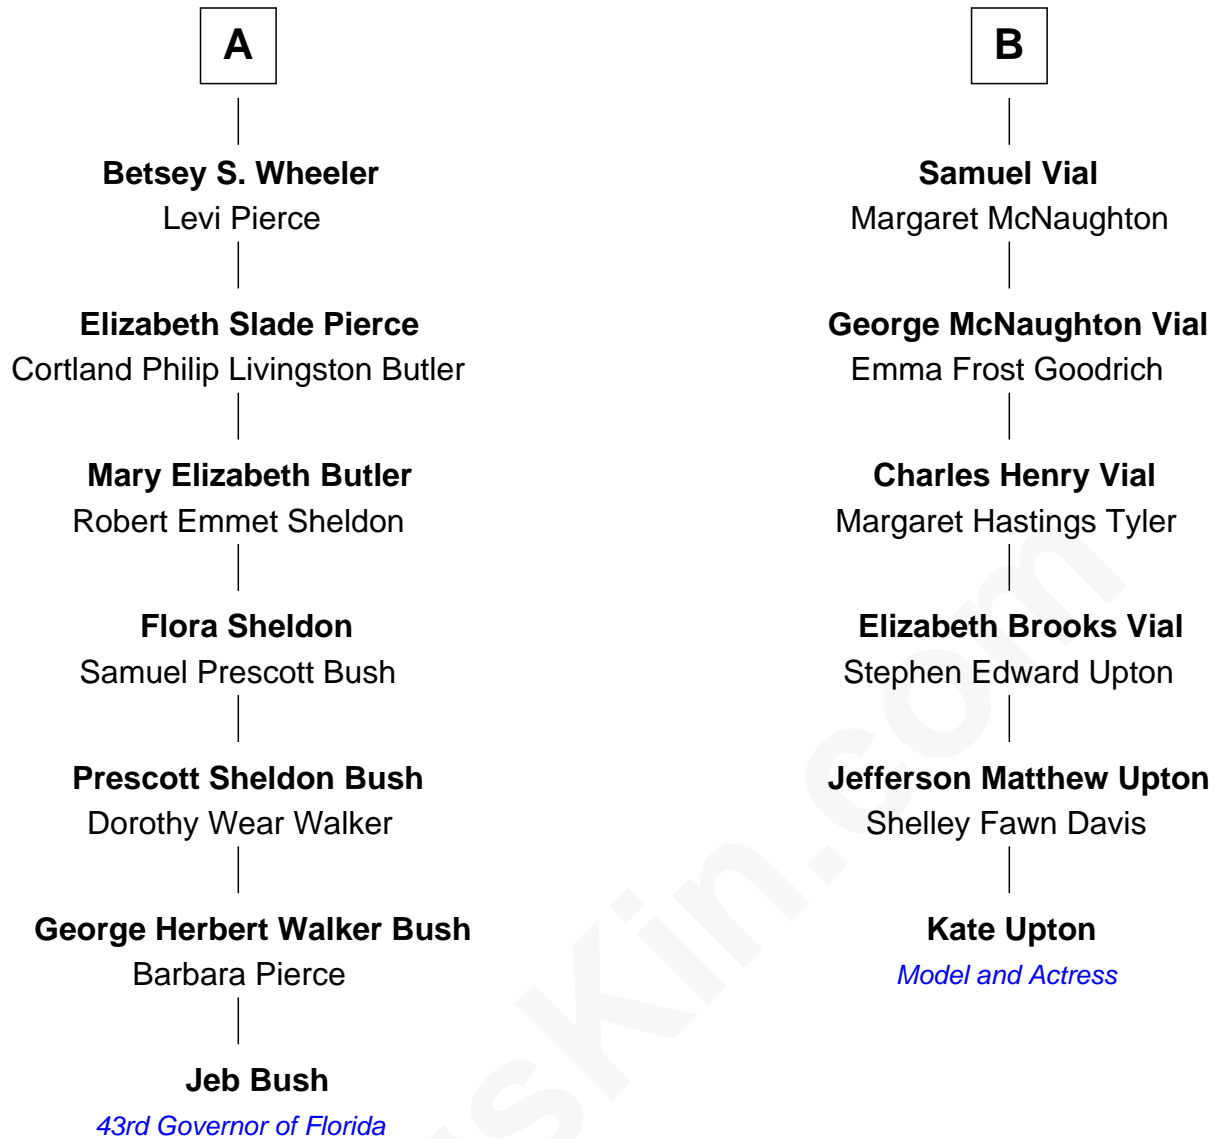 A
Betsey S. Wheeler
Levi Pierce
Elizabeth Slade Pierce
Cortland Philip Livingston Butler
Mary Elizabeth Butler
Robert Emmet Sheldon
Flora Sheldon
Samuel Prescott Bush
Prescott Sheldon Bush
Dorothy Wear Walker
George Herbert Walker Bush
Barbara Pierce
Jeb Bush
43rd Governor of Florida
B
Samuel Vial
Margaret McNaughton
George McNaughton Vial
Emma Frost Goodrich
Charles Henry Vial
Margaret Hastings Tyler
Elizabeth Brooks Vial
Stephen Edward Upton
Jefferson Matthew Upton
Shelley Fawn Davis
Kate Upton
Model and Actress
sKin.com